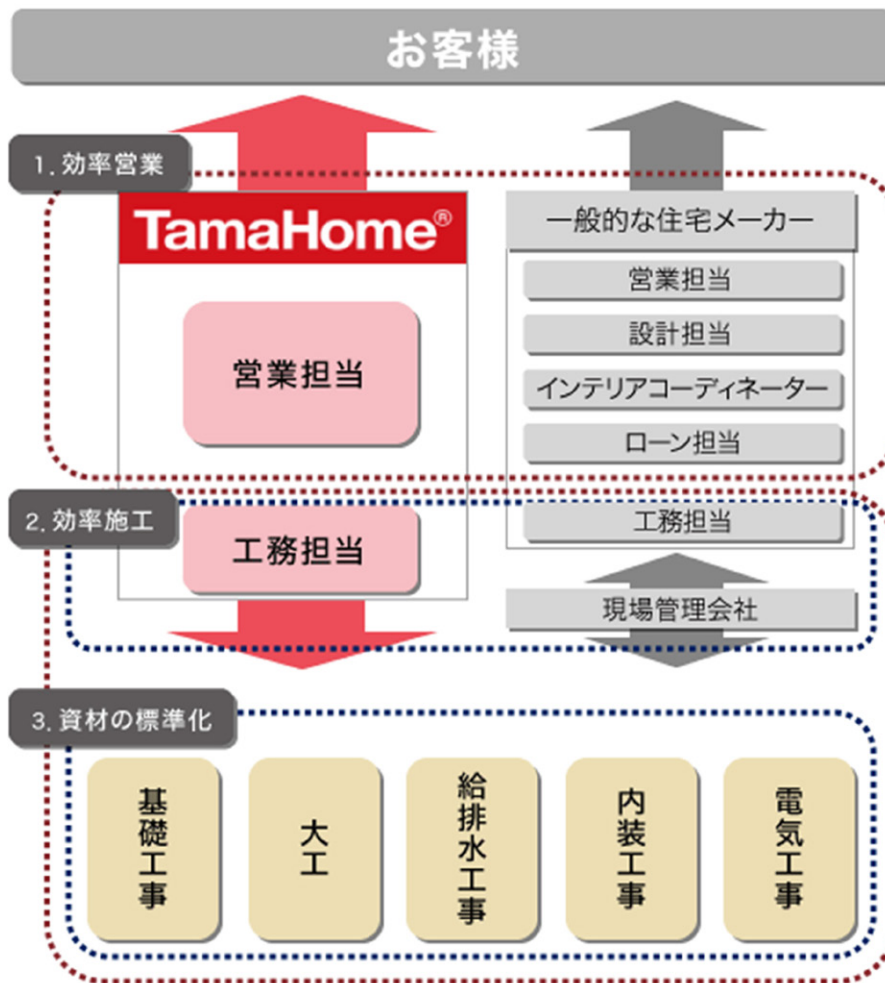 お客様
1. 効率営業
TamaHome®
営業担当
一般的な住宅メーカー
営業担当
設計担当
インテリアコーディネーター
ローン担当
2. 効率施工
工務担当
工務担当
現場管理会社
3. 資材の標準化
基礎工事
大工
給排水工事
内装工事
電気工事